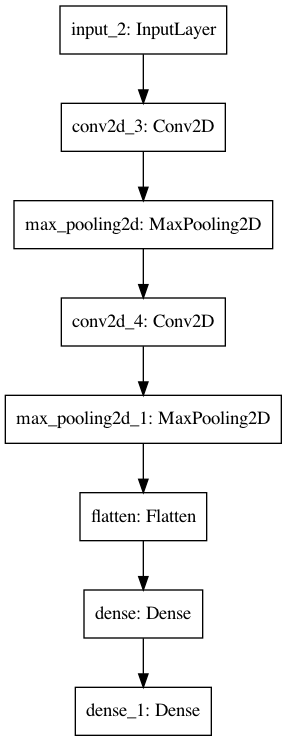 input_2: InputLayer
conv2d_3: Conv2D
max_pooling2d: MaxPooling2D
conv2d_4: Conv2D
max_pooling2d_1: MaxPooling2D
flatten: Flatten
dense: Dense
dense_1: Dense